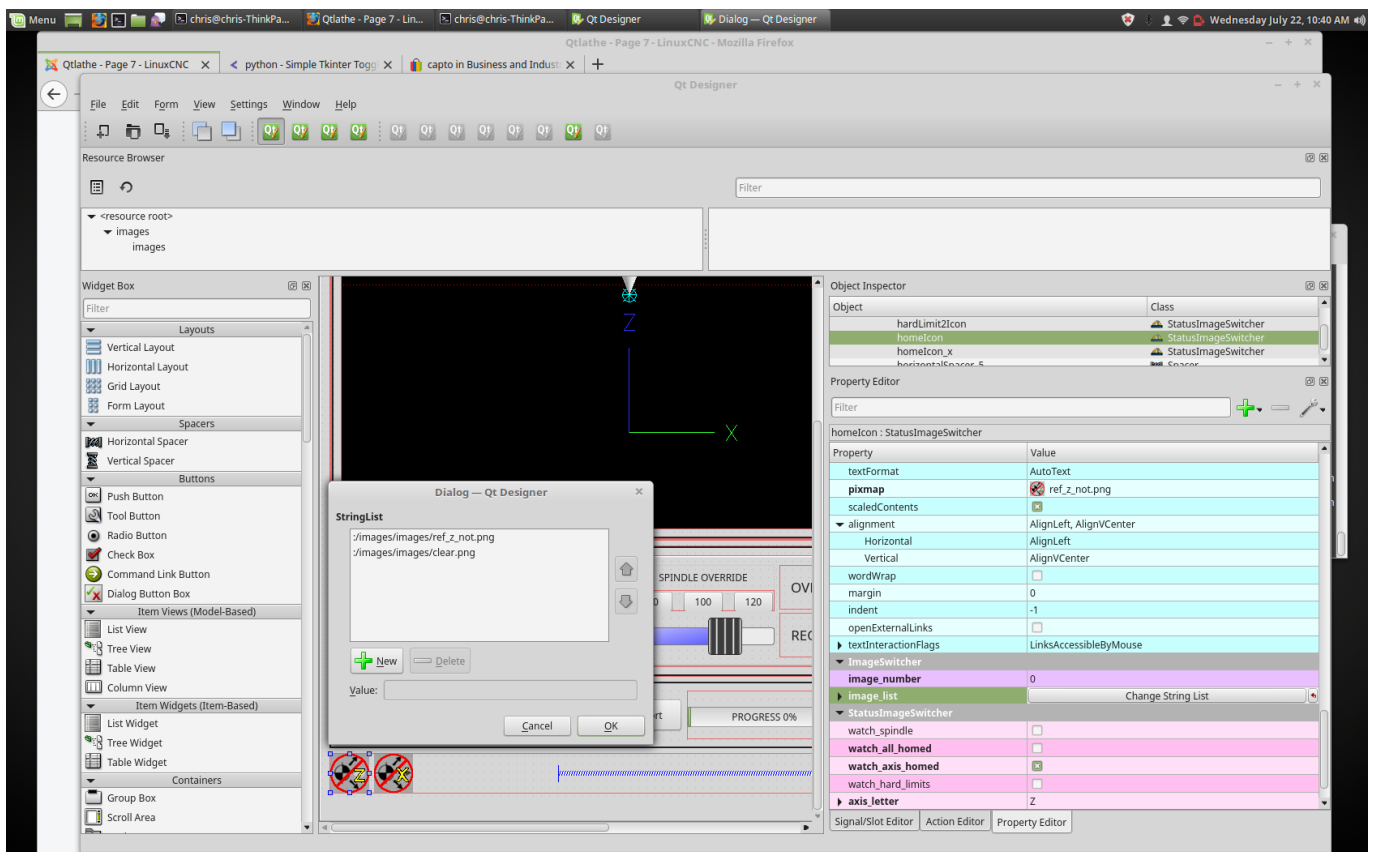 Menu chris@chris-ThinkPa... Qtlathe - Page 7 - Lin... chris@chris-ThinkPa... Qt Designer Dialog — Qt Designer Wednesday July 22, 10:40 AM
Qtlathe - Page 7 - LinuxCNC - Mozilla Firefox
Qtlathe - Page 7 - LinuxCNC python - Simple Tkinter Togg capto in Business and Indust
Qt Designer
File Edit Form View Settings Window Help
Resource Browser
Filter
<resource root>
images
images
Widget Box
Filter
Layouts
Vertical Layout
Horizontal Layout
Grid Layout
Form Layout
Spacers
Horizontal Spacer
Vertical Spacer
Buttons
Push Button
Tool Button
Radio Button
Check Box
Command Link Button
Dialog Button Box
Item Views (Model-Based)
List View
Tree View
Table View
Column View
Item Widgets (Item-Based)
List Widget
Tree Widget
Table Widget
Containers
Group Box
Scroll Area
Z
X
Dialog — Qt Designer
StringList
:/images/images/ref_z_not.png
:/images/images/clear.png
New Delete
Value:
Cancel OK
SPINDLE OVERRIDE
100 120
PROGRESS 0%
Z X
Object Inspector
Object Class
hardLimit2Icon StatusImageSwitcher
homeIcon StatusImageSwitcher
homeIcon_x StatusImageSwitcher
horizontalSpacer_5 Spacer
Property Editor
Filter
homeIcon : StatusImageSwitcher
Property Value
textFormat AutoText
pixmap ref_z_not.png
scaledContents
alignment AlignLeft, AlignVCenter
Horizontal AlignLeft
Vertical AlignVCenter
wordWrap
margin 0
indent -1
openExternalLinks
textInteractionFlags LinksAccessibleByMouse
ImageSwitcher
image_number 0
image_list Change String List
StatusImageSwitcher
watch_spindle
watch_all_homed
watch_axis_homed
watch_hard_limits
axis_letter Z
Signal/Slot Editor Action Editor Property Editor